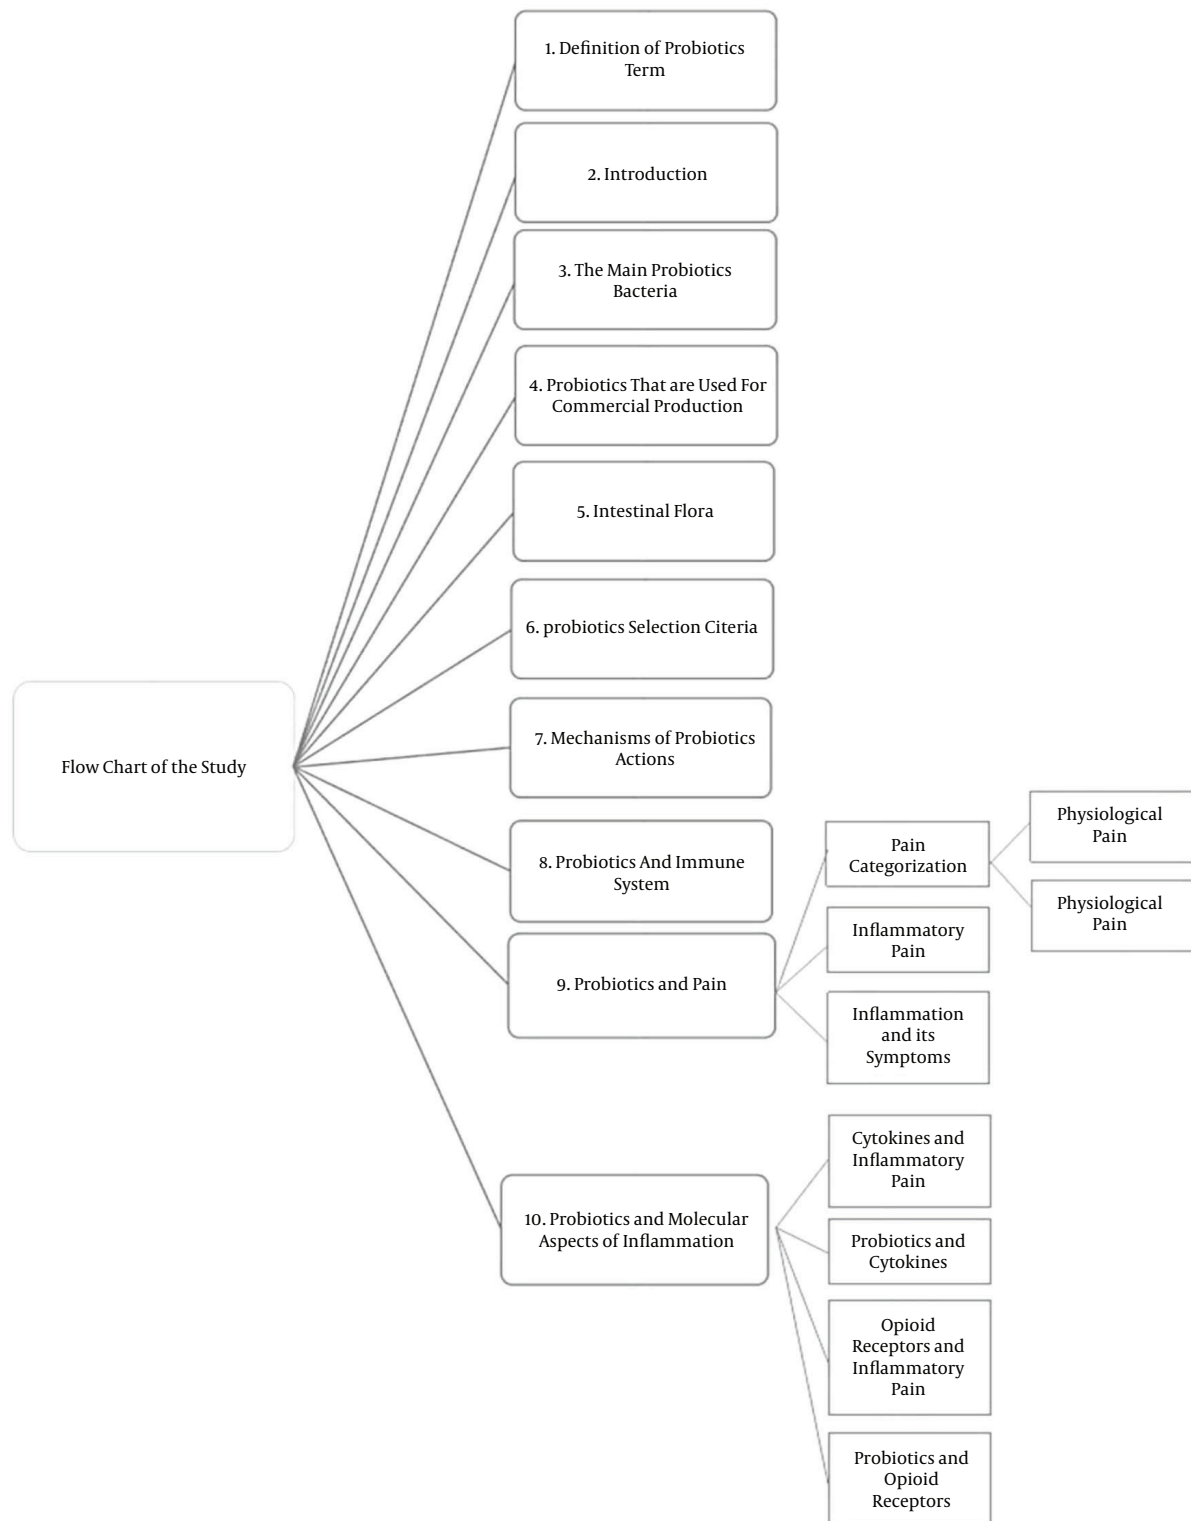 1. Definition of Probiotics
Term
2. Introduction
3. The Main Probiotics
Bacteria
4. Probiotics That are Used For
Commercial Production
5. Intestinal Flora
6. probiotics Selection Citeria
Flow Chart of the Study
7. Mechanisms of Probiotics
Actions
8. Probiotics And Immune
System
9. Probiotics and Pain
Pain
Categorization
Physiological
Pain
Physiological
Pain
Inflammatory
Pain
Inflammation
and its
Symptoms
10. Probiotics and Molecular
Aspects of Inflammation
Cytokines and
Inflammatory
Pain
Probiotics and
Cytokines
Opioid
Receptors and
Inflammatory
Pain
Probiotics and
Opioid
Receptors